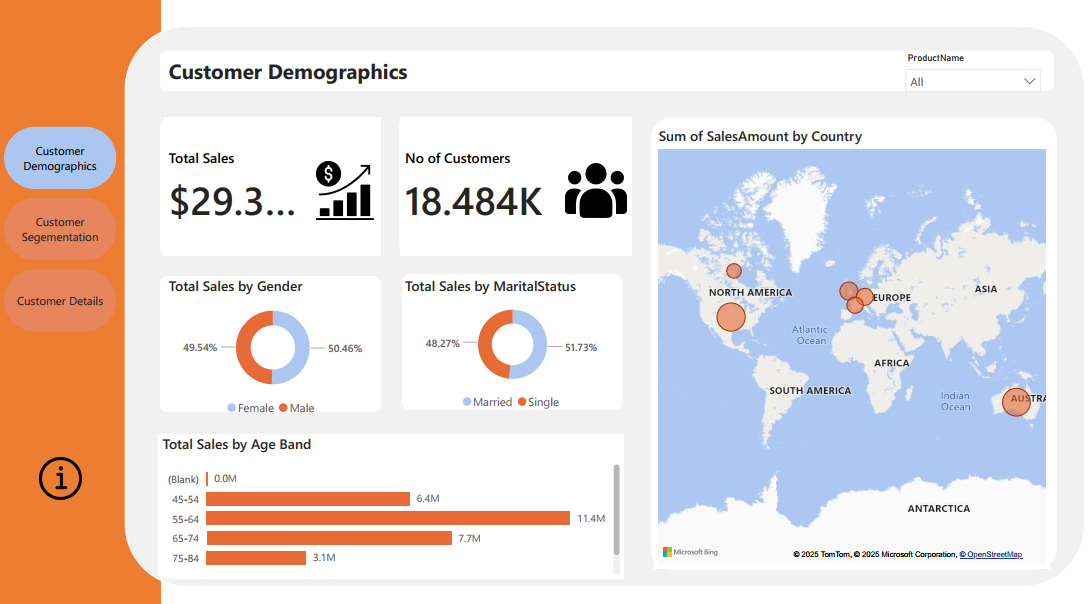 Customer Demographics
ProductName
All
Customer
Demographics
Customer
Segementation
Customer Details
Total Sales
$29.3...
$
No of Customers
18.484K
Total Sales by Gender
49.54%
50.46%
Female Male
Total Sales by MaritalStatus
48.27%
51.73%
Married Single
Total Sales by Age Band
(Blank) 0.0M
45-54 6.4M
55-64 11.4M
65-74 7.7M
75-84 3.1M
i
Sum of SalesAmount by Country
NORTH AMERICA
EUROPE
ASIA
Atlantic
Ocean
AFRICA
SOUTH AMERICA
Indian
Ocean
AUSTRA
ANTARCTICA
Microsoft Bing
© 2025 TomTom, © 2025 Microsoft Corporation, © OpenStreetMap